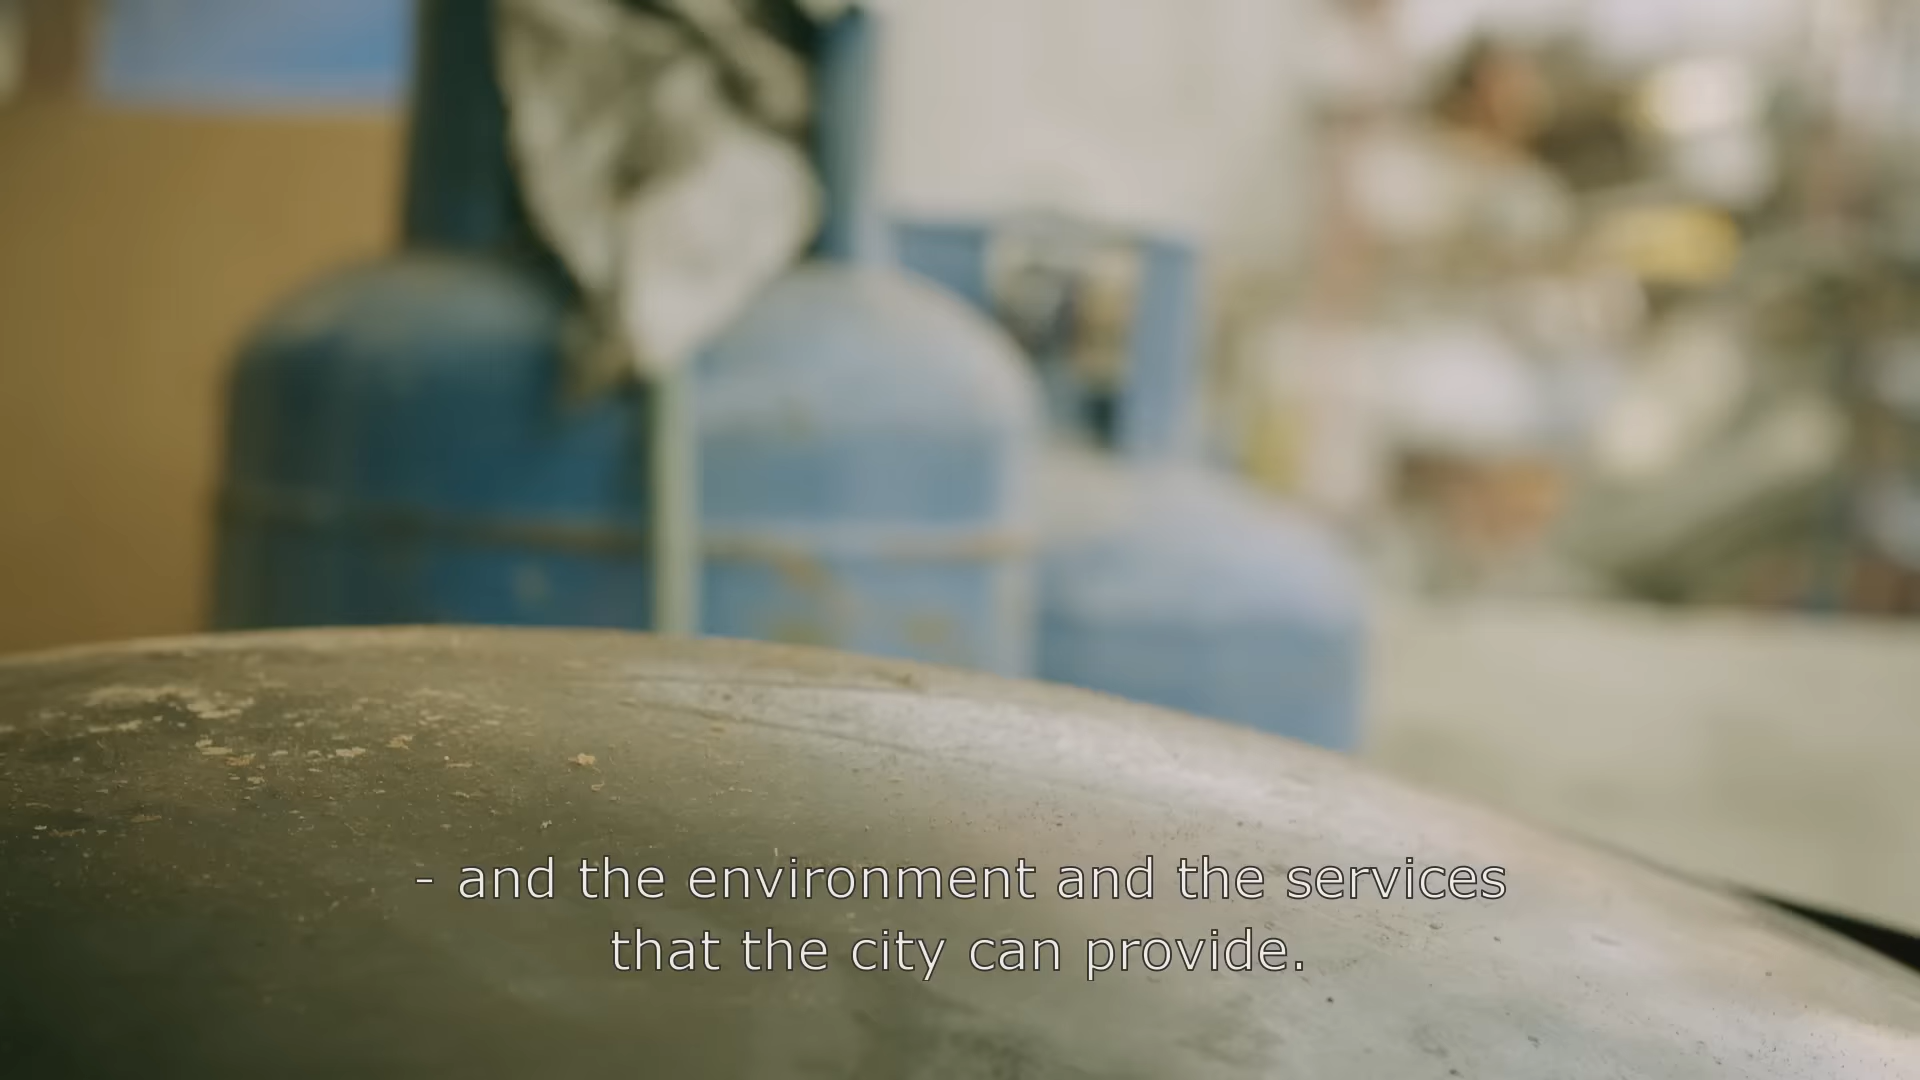 - and the environment and the services
that the city can provide.